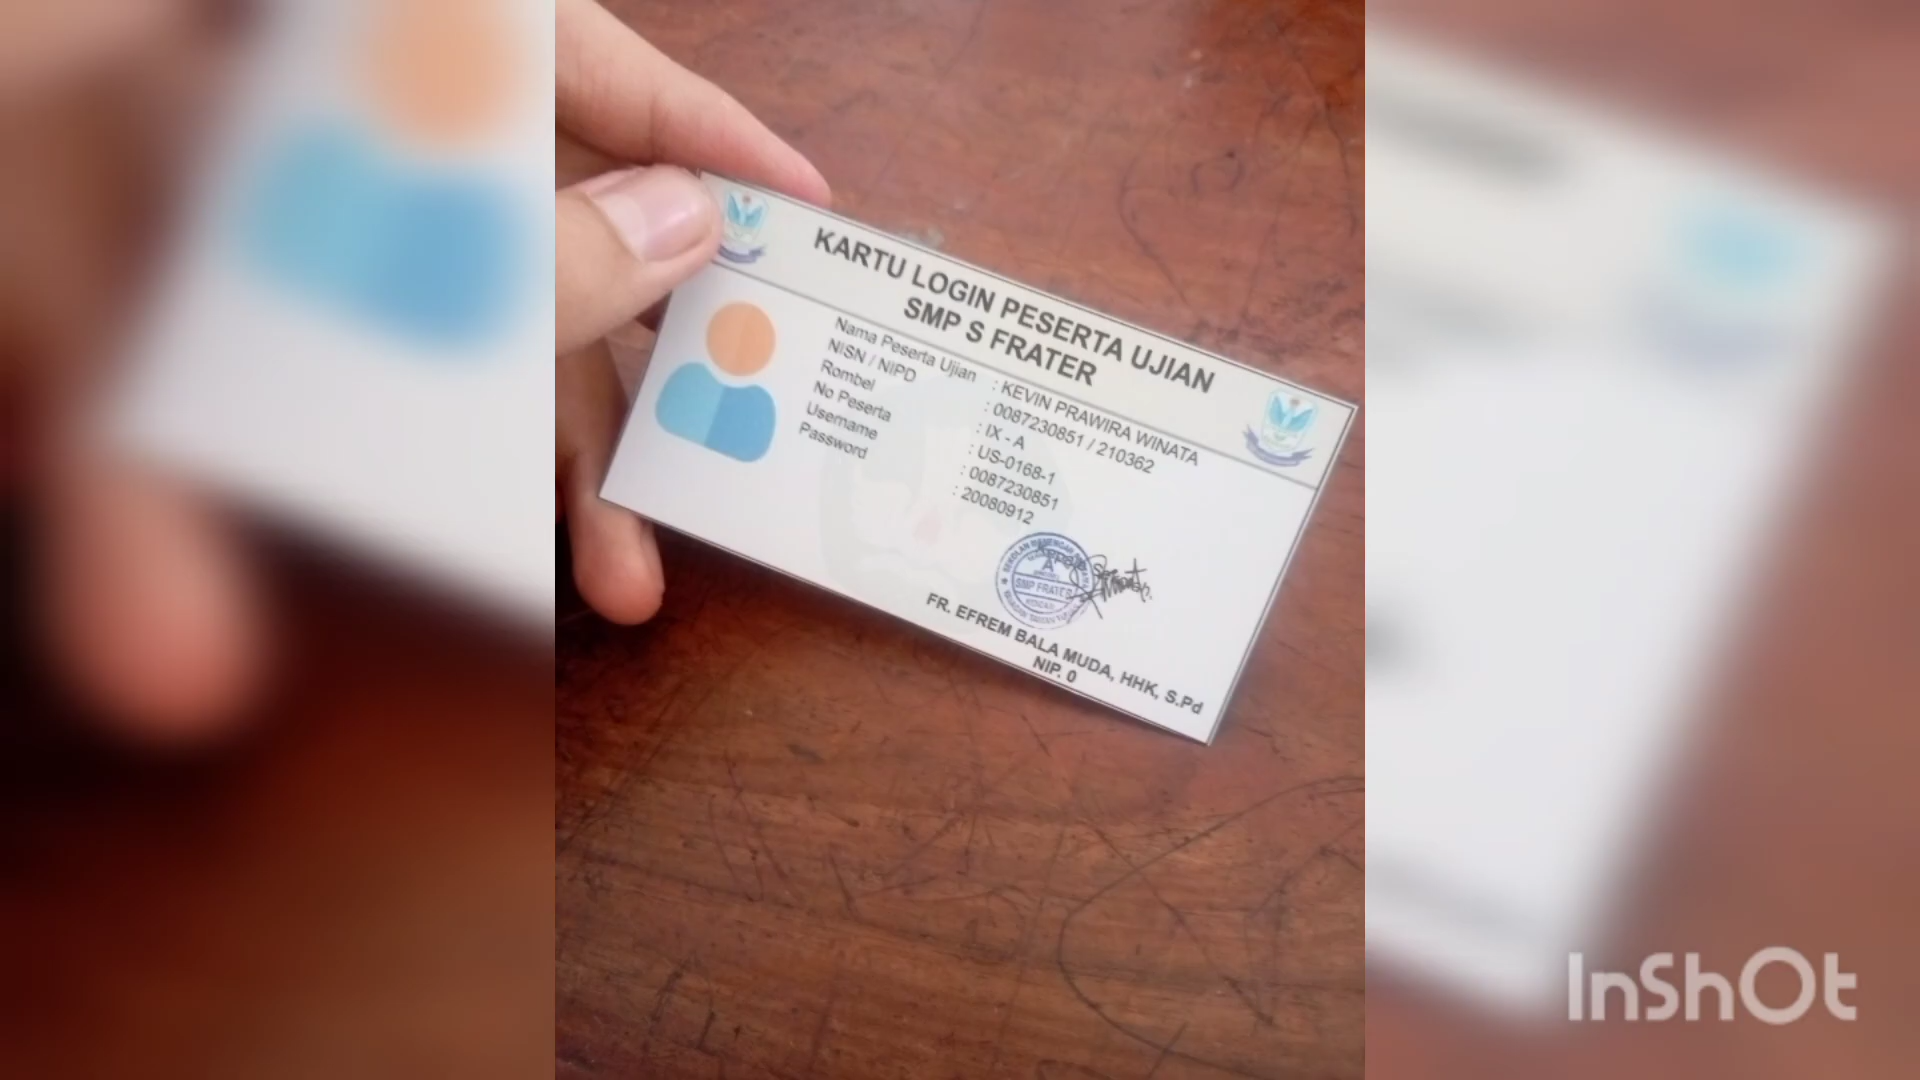 KARTU LOGIN PESERTA UJIAN
SMP S FRATER
Nama Peserta Ujian : KEVIN PRAWIRA WINATA
NISN / NIPD : 0087230851 / 210362
Rombel : IX - A
No Peserta : US-0168-1
Username : 0087230851
Password : 20080912
SMP FRATER
FR. EFREM BALA MUDA, HHK, S.Pd
NIP. 0
InShOt